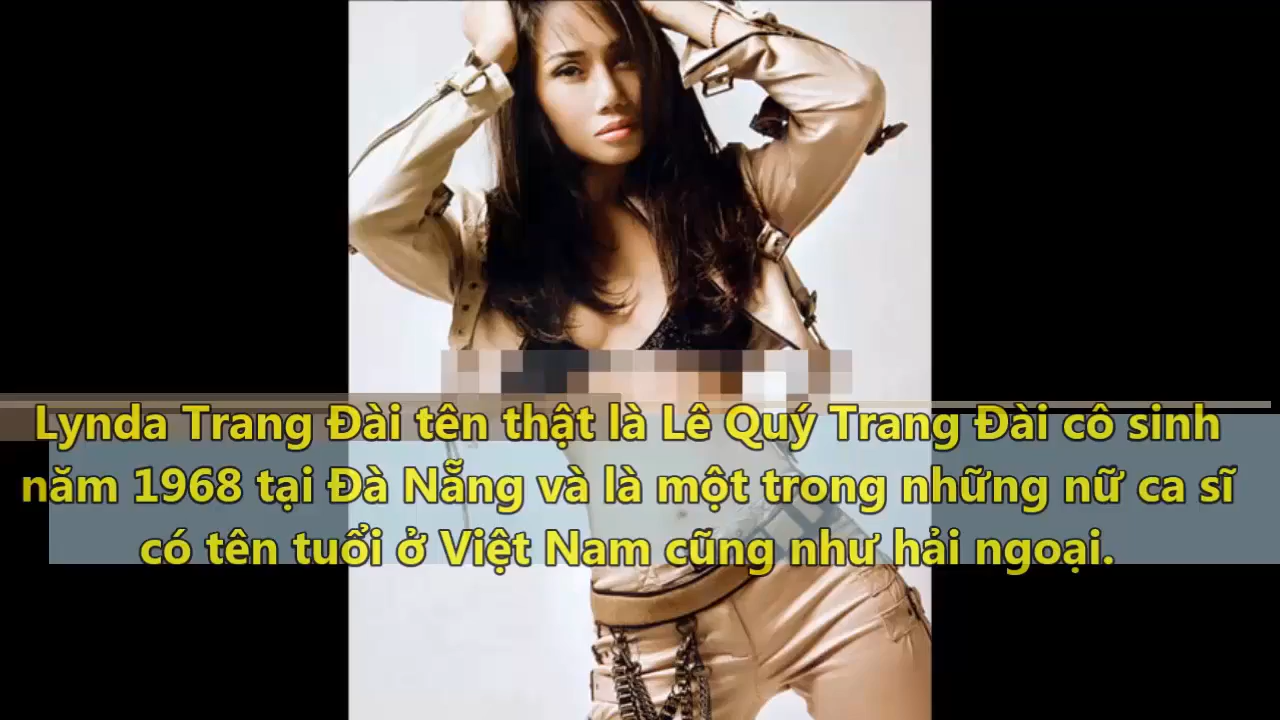 Lynda Trang Đài tên thật là Lê Quý Trang Đài cô sinh
năm 1968 tại Đà Nẵng và là một trong những nữ ca sĩ
có tên tuổi ở Việt Nam cũng như hải ngoại.